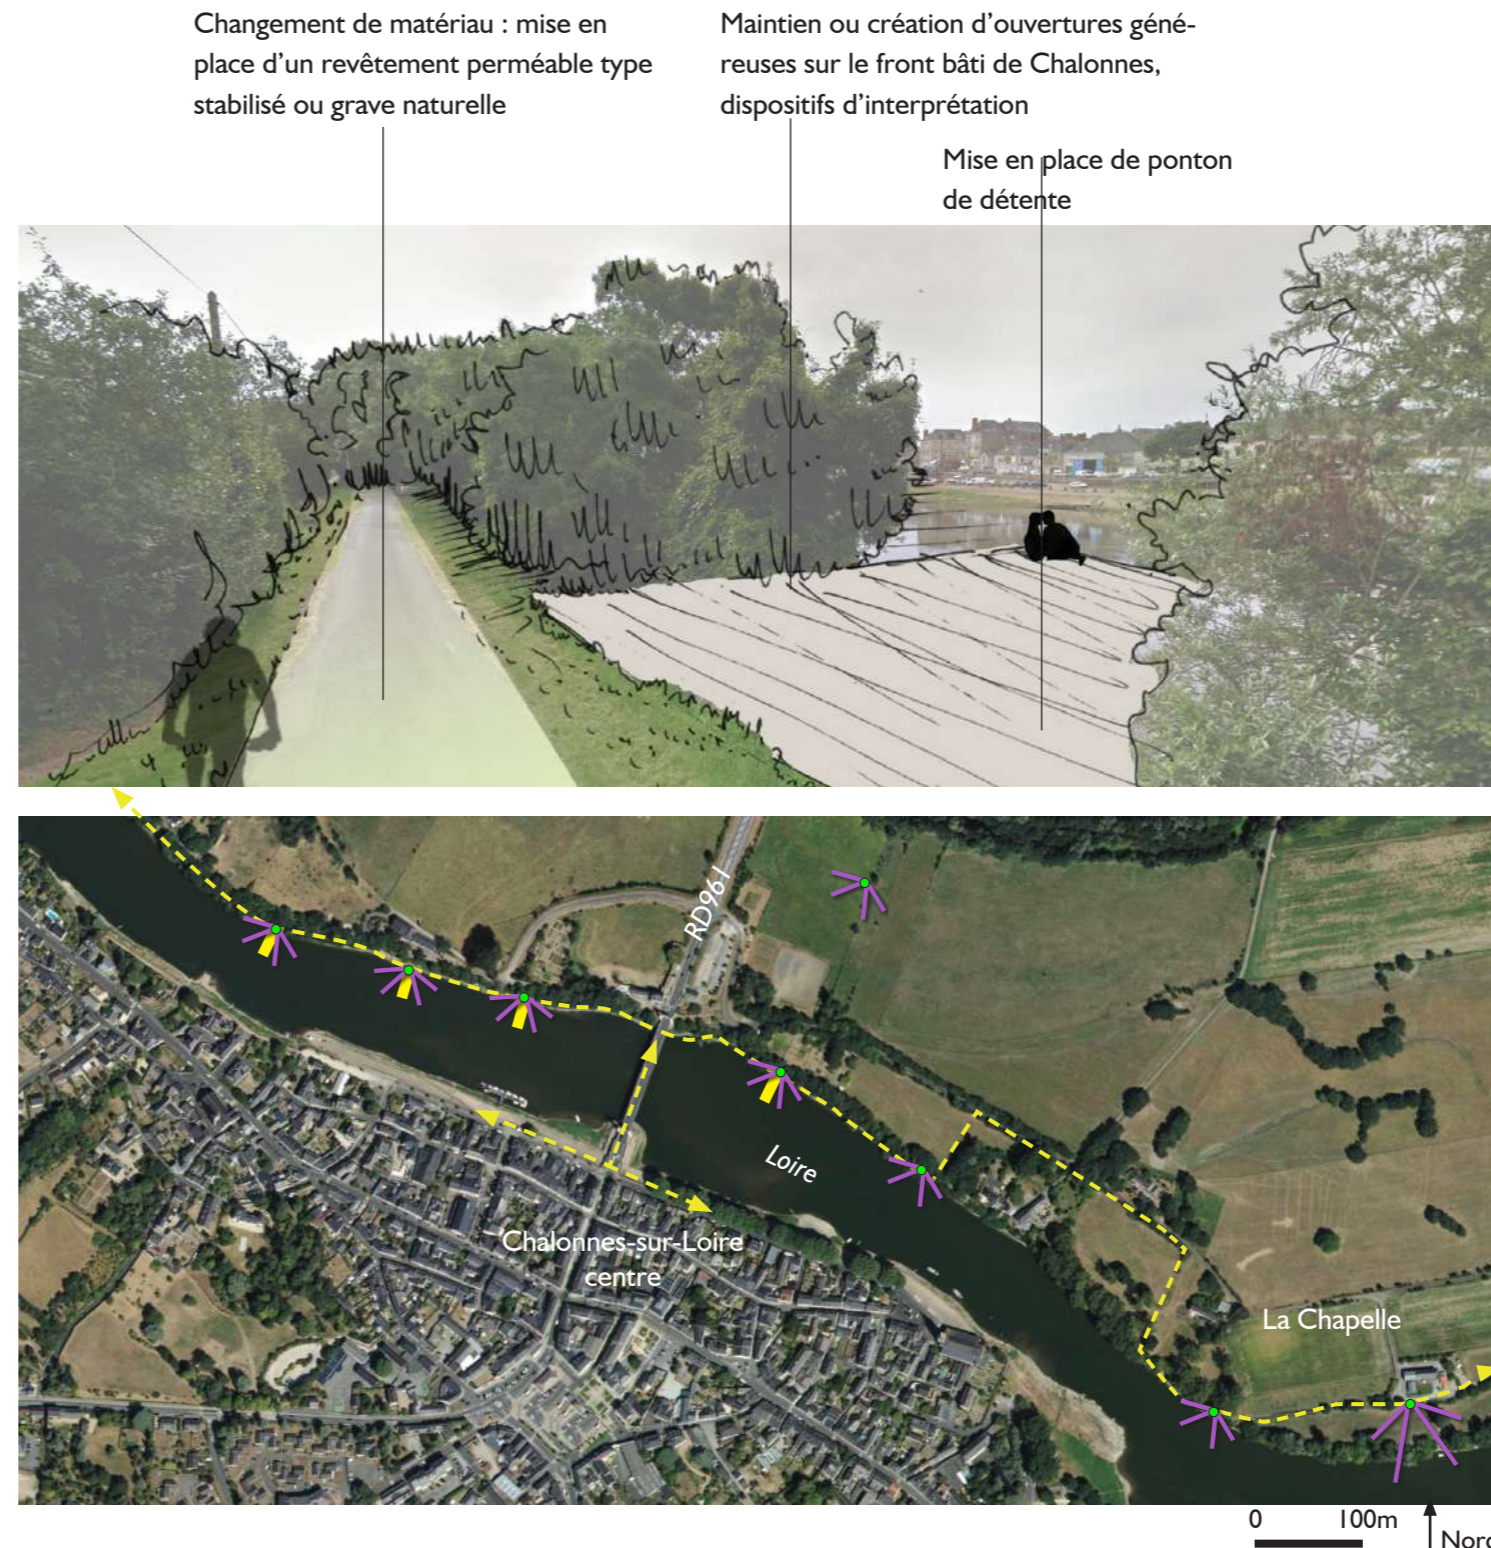 Changement de matériau : mise en
place d’un revêtement perméable type
stabilisé ou grave naturelle
Maintien ou création d’ouvertures géné-
reuses sur le front bâti de Chalonnes,
dispositifs d’interprétation
Mise en place de ponton
de détente
RD961
Loire
Chalonnes-sur-Loire
centre
La Chapelle
0 100m
Nord